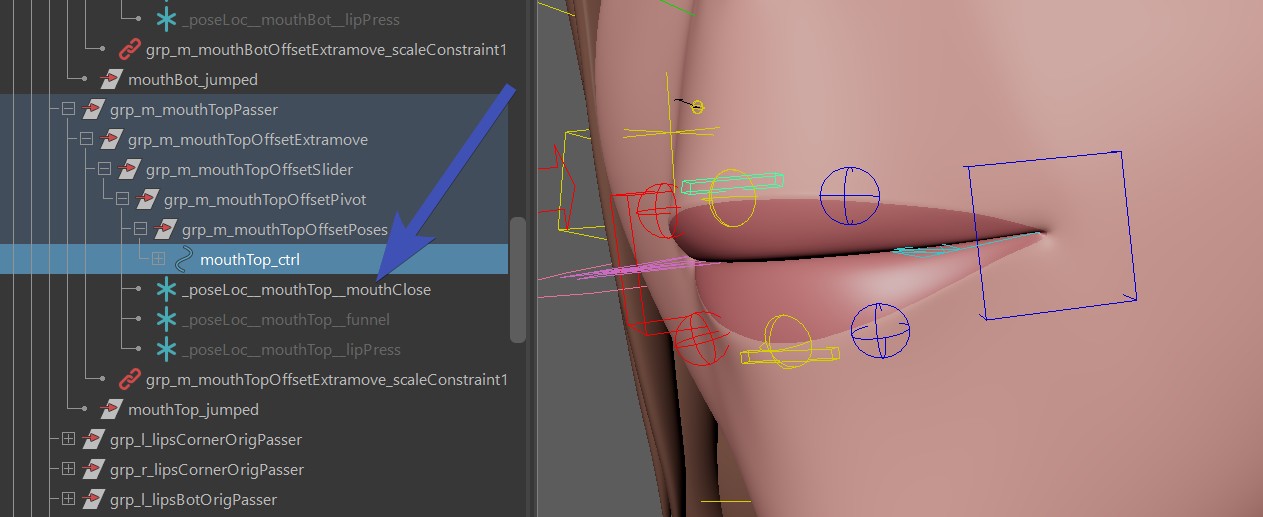 _poseLoc__mouthBot__lipPress
grp_m_mouthBotOffsetExtramove_scaleConstraint1
mouthBot_jumped
grp_m_mouthTopPasser
grp_m_mouthTopOffsetExtramove
grp_m_mouthTopOffsetSlider
grp_m_mouthTopOffsetPivot
grp_m_mouthTopOffsetPoses
mouthTop_ctrl
_poseLoc__mouthTop__mouthClose
_poseLoc__mouthTop__funnel
_poseLoc__mouthTop__lipPress
grp_m_mouthTopOffsetExtramove_scaleConstraint1
mouthTop_jumped
grp_l_lipsCornerOrigPasser
grp_r_lipsCornerOrigPasser
grp_l_lipsBotOrigPasser